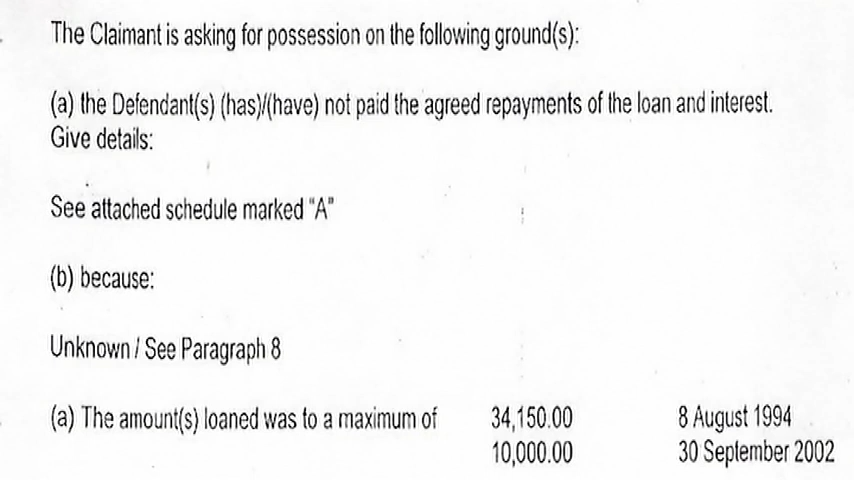 The Claimant is asking for possession on the following ground(s):
(a) the Defendant(s) (has)/(have) not paid the agreed repayments of the loan and interest.
Give details:
See attached schedule marked "A"
(b) because:
Unknown / See Paragraph 8
(a) The amount(s) loaned was to a maximum of 34,150.00 8 August 1994
10,000.00 30 September 2002